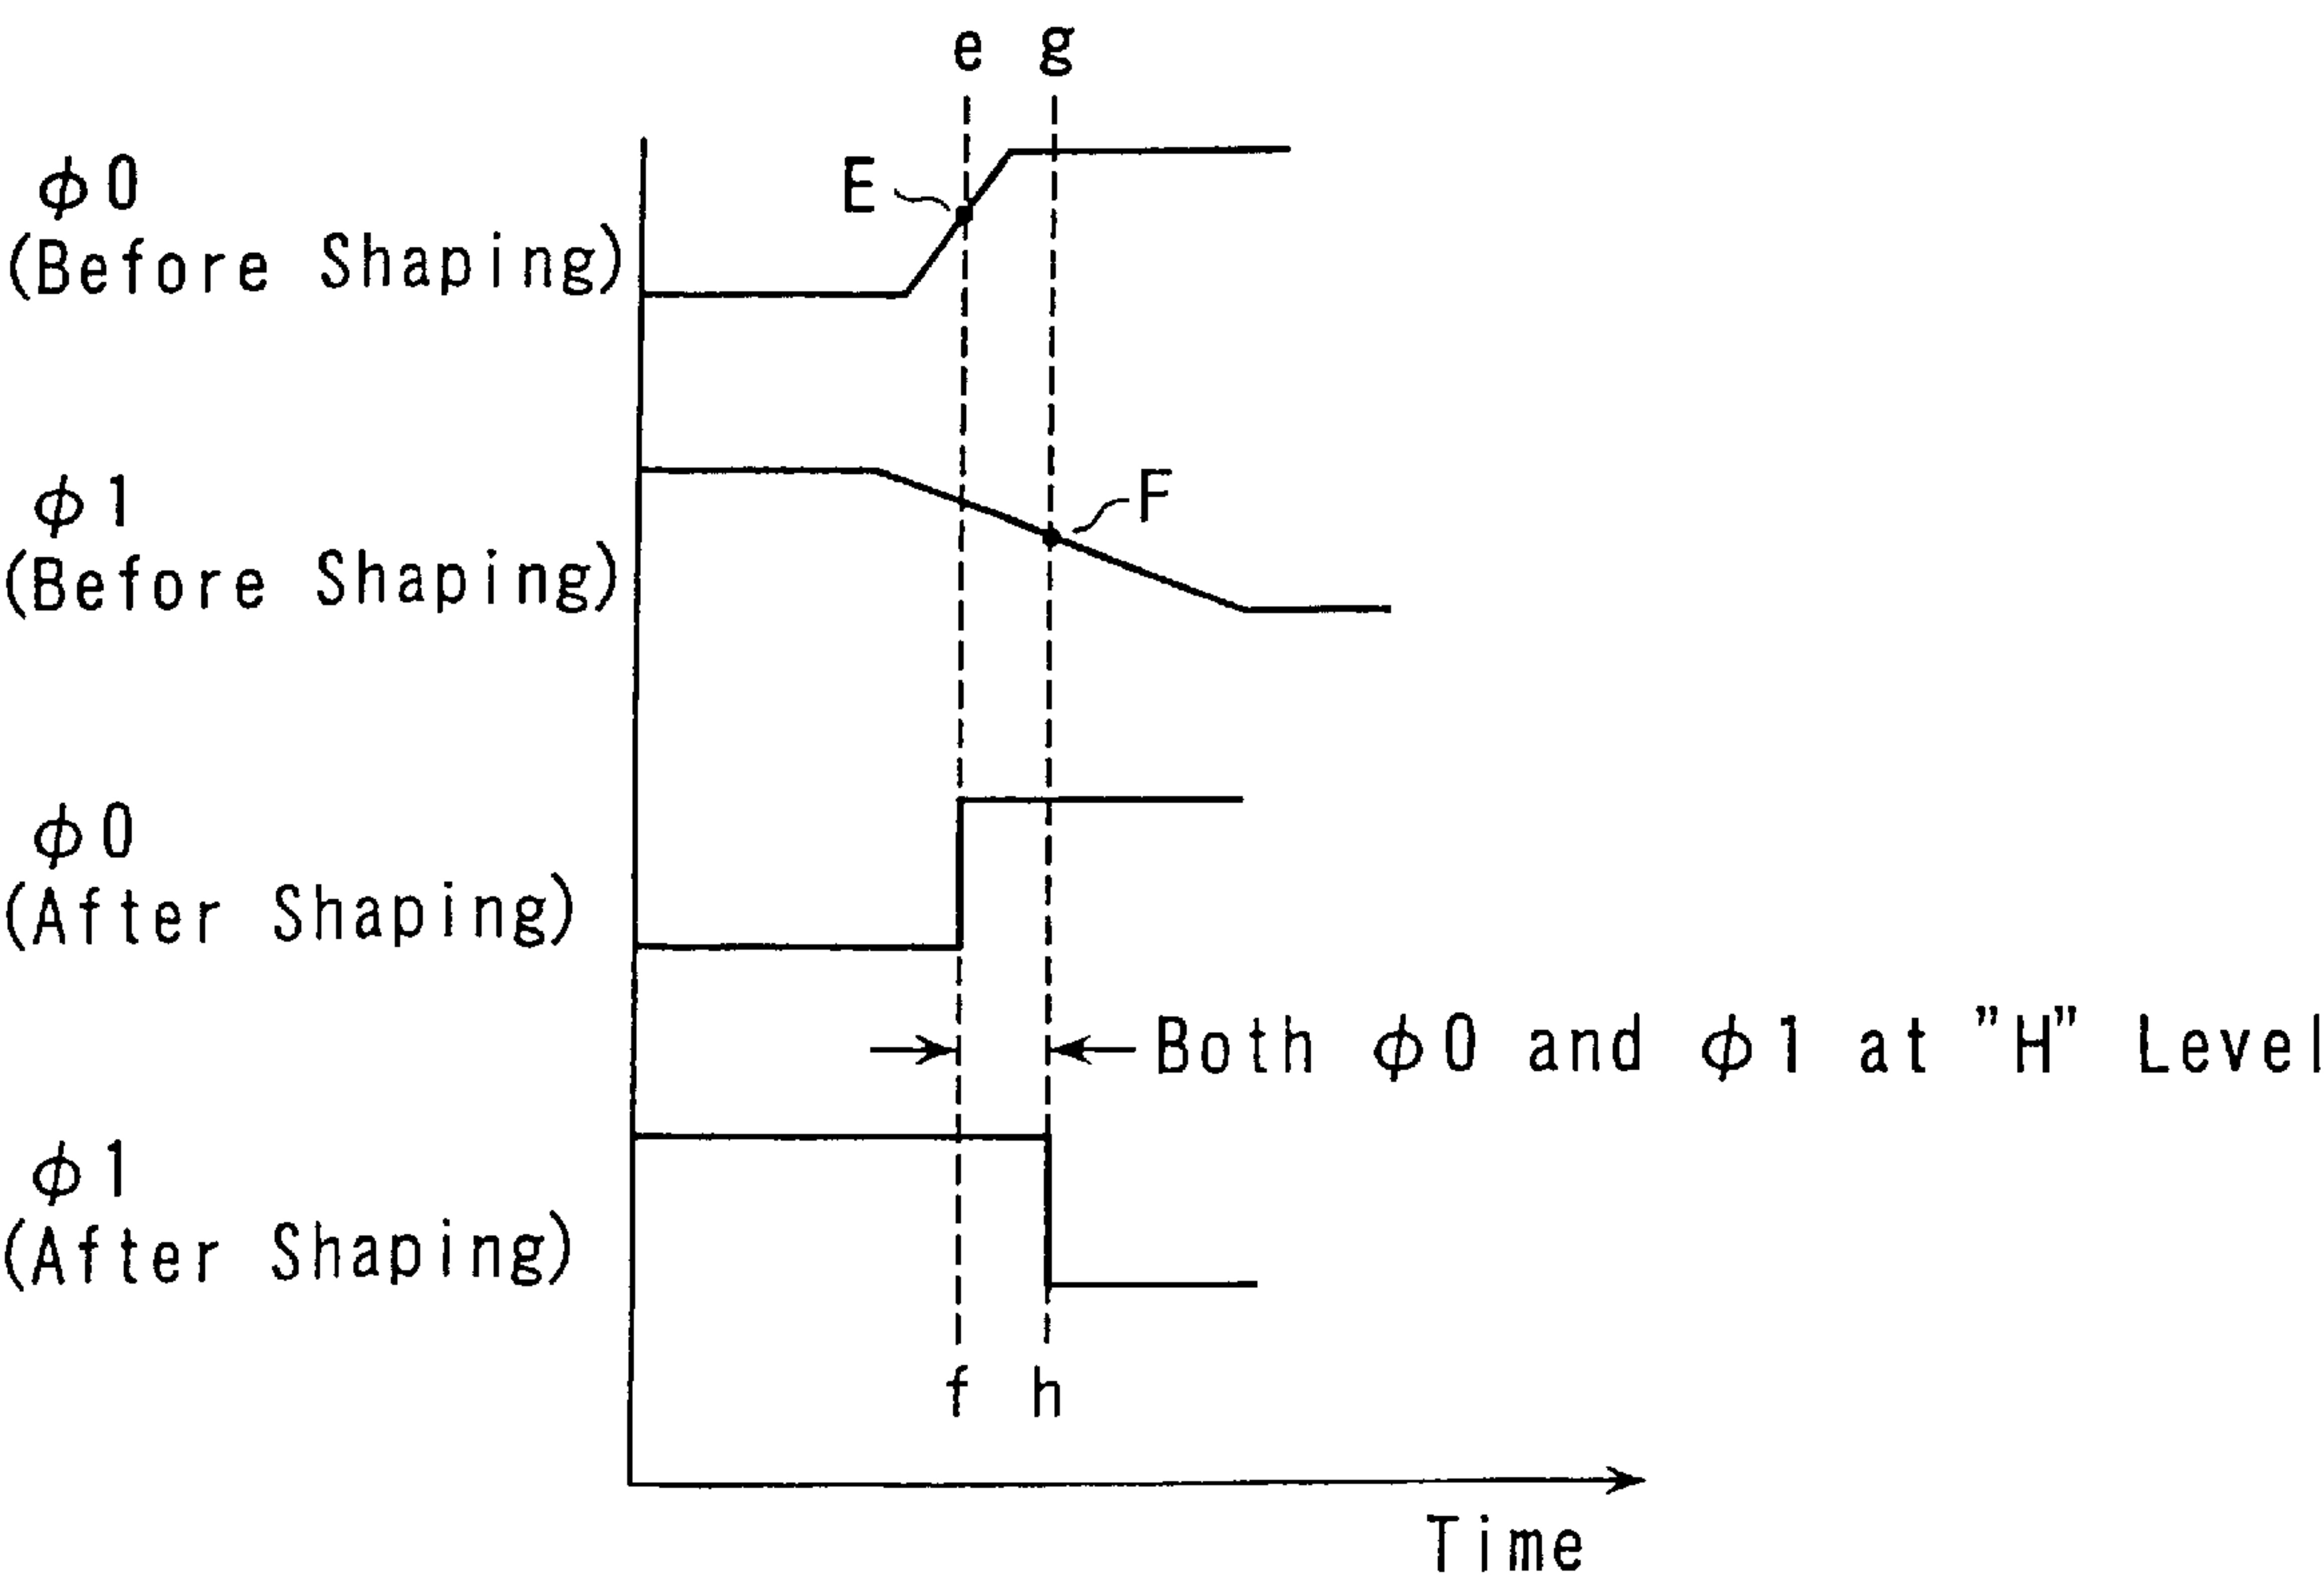 e g
φ0
(Before Shaping)
E
φ1
(Before Shaping)
F
φ0
(After Shaping)
Both φ0 and φ1 at "H" Level
φ1
(After Shaping)
f h
Time